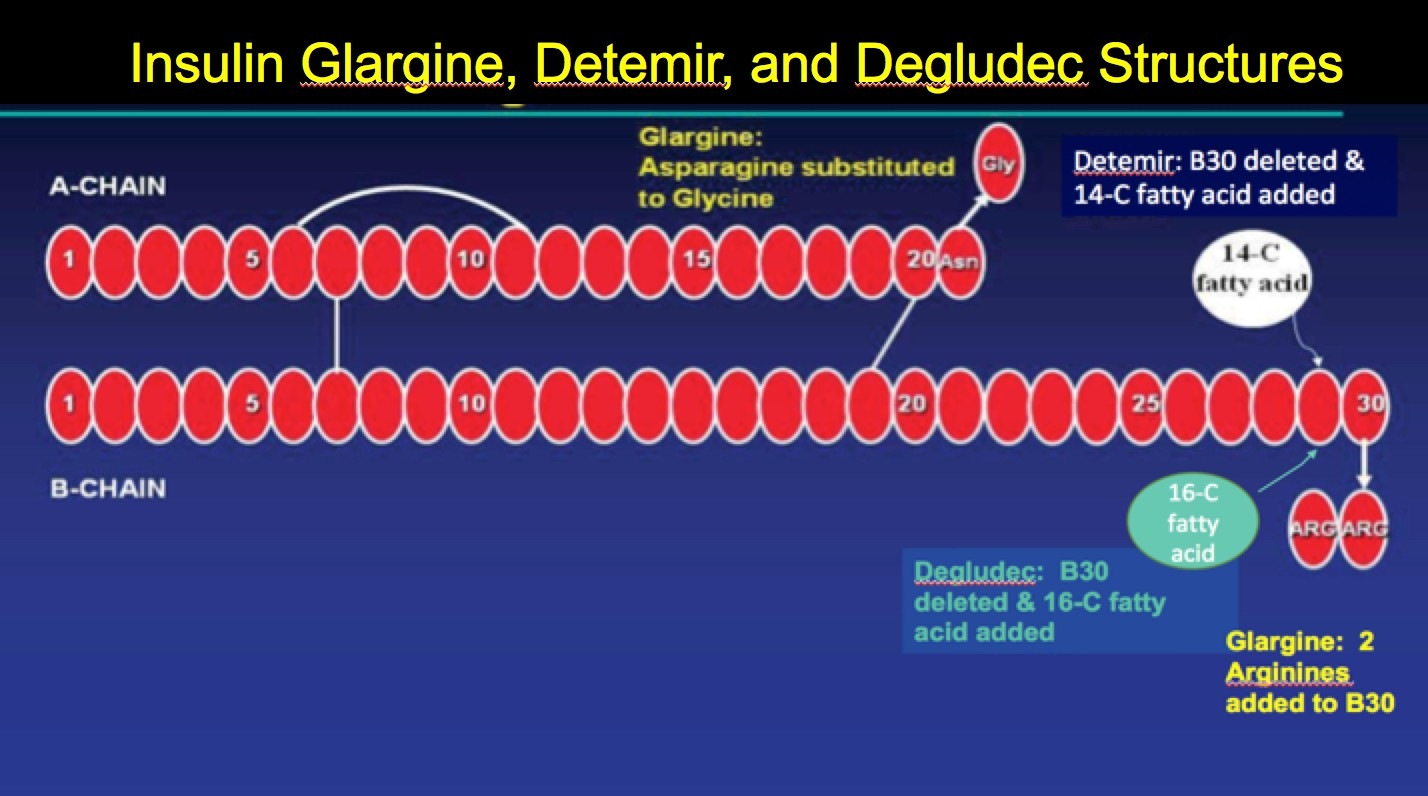 Insulin Glargine, Detemir, and Degludec Structures
Glargine:
Asparagine substituted
to Glycine
Gly
Detemir: B30 deleted &
14-C fatty acid added
A-CHAIN
1 5 10 15 20 Asn
14-C
fatty acid
1 5 10 20 25 30
B-CHAIN
16-C
fatty
acid
ARG ARG
Degludec: B30
deleted & 16-C fatty
acid added
Glargine: 2
Arginines
added to B30